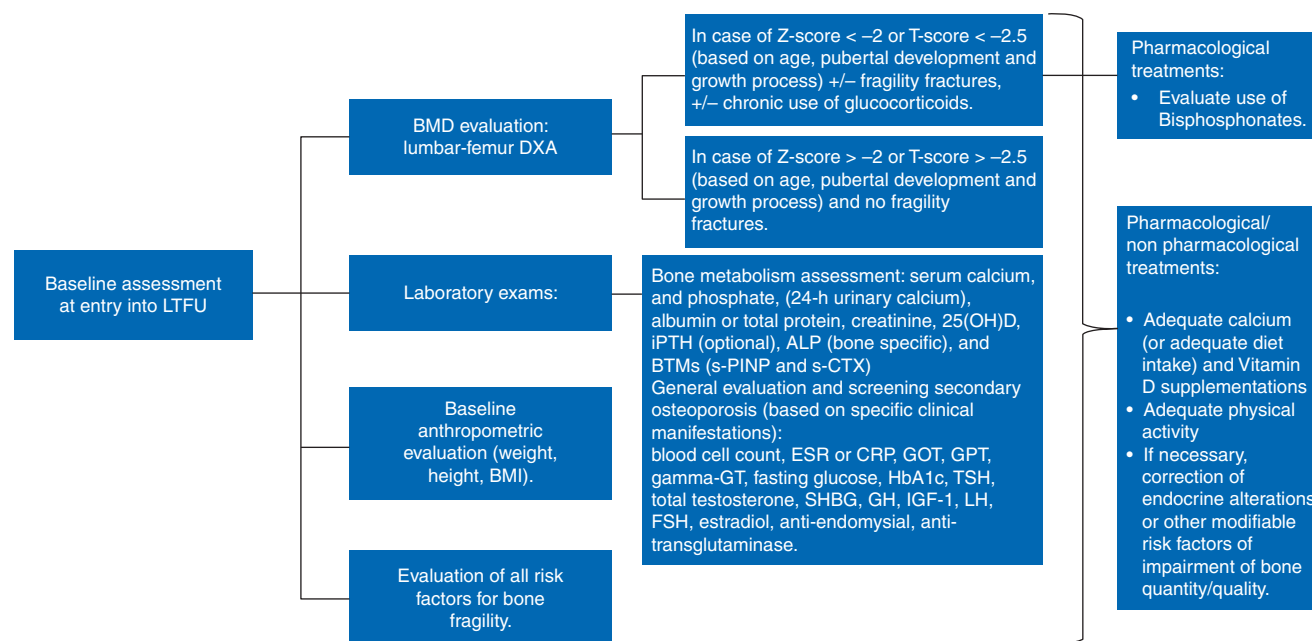 Baseline assessment
at entry into LTFU
BMD evaluation:
lumbar-femur DXA
Laboratory exams:
Baseline
anthropometric
evaluation (weight,
height, BMI).
Evaluation of all risk
factors for bone
fragility.
In case of Z-score < –2 or T-score < –2.5
(based on age, pubertal development and
growth process) +/– fragility fractures,
+/– chronic use of glucocorticoids.
In case of Z-score > –2 or T-score > –2.5
(based on age, pubertal development and
growth process) and no fragility
fractures.
Bone metabolism assessment: serum calcium,
and phosphate, (24-h urinary calcium),
albumin or total protein, creatinine, 25(OH)D,
iPTH (optional), ALP (bone specific), and
BTMs (s-PINP and s-CTX)
General evaluation and screening secondary
osteoporosis (based on specific clinical
manifestations):
blood cell count, ESR or CRP, GOT, GPT,
gamma-GT, fasting glucose, HbA1c, TSH,
total testosterone, SHBG, GH, IGF-1, LH,
FSH, estradiol, anti-endomysial, anti-
transglutaminase.
Pharmacological
treatments:
• Evaluate use of
Bisphosphonates.
Pharmacological/
non pharmacological
treatments:
• Adequate calcium
(or adequate diet
intake) and Vitamin
D supplementations
• Adequate physical
activity
• If necessary,
correction of
endocrine alterations
or other modifiable
risk factors of
impairment of bone
quantity/quality.